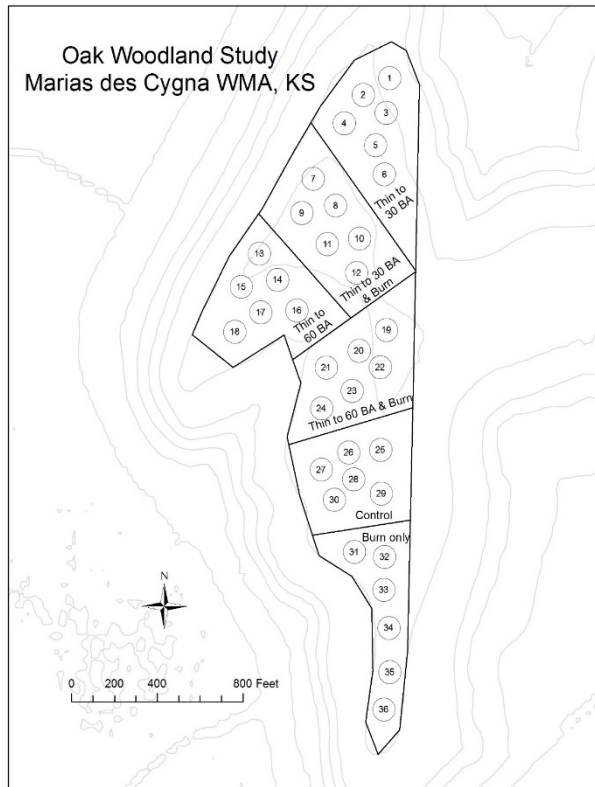 Oak Woodland Study
Marias des Cygna WMA, KS
1
2
3
4
5
6
Thin to
30 BA
7
8
9
10
11
12
Thin to 30 BA
& Burn
13
14
15
16
17
18
Thin to
60 BA
19
20
21
22
23
24
Thin to 60 BA & Burn
25
26
27
28
29
30
Control
Burn only
31
32
33
34
35
36
N
0 200 400 800 Feet